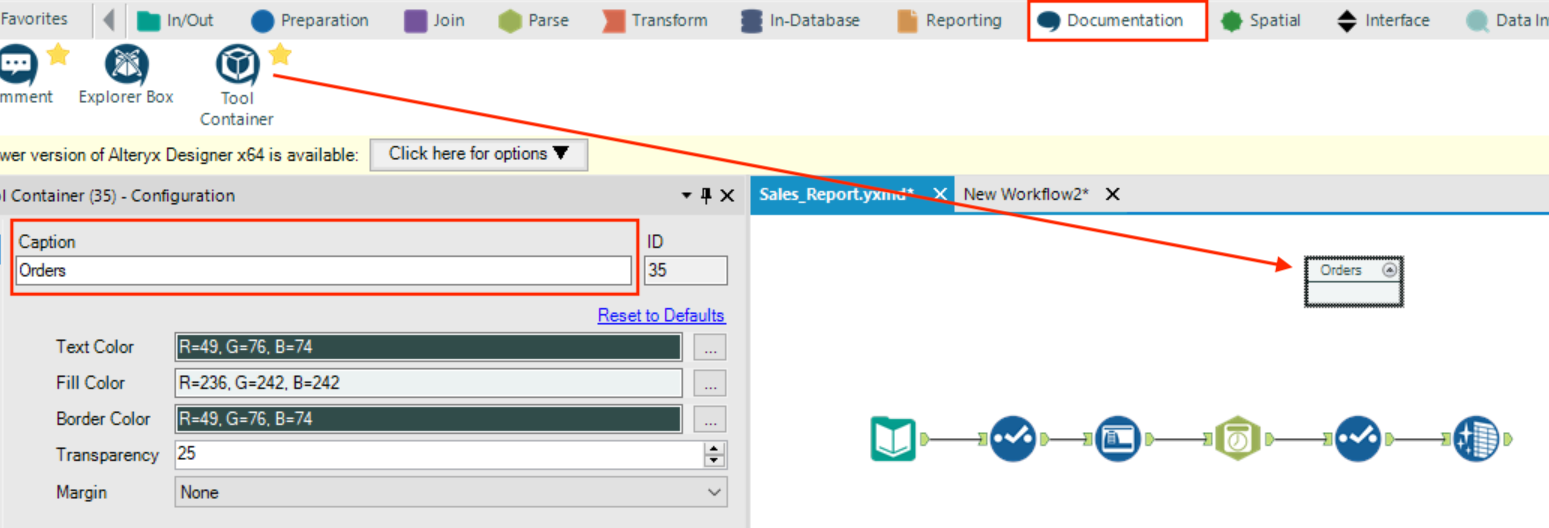 Favorites In/Out Preparation Join Parse Transform In-Database Reporting Documentation Spatial Interface Data In
mment Explorer Box Tool
Container
wer version of Alteryx Designer x64 is available: Click here for options ▼
ol Container (35) - Configuration
Sales_Report.yxmd* X New Workflow2* X
Caption ID
Orders 35
Reset to Defaults
Text Color R=49, G=76, B=74 ...
Fill Color R=236, G=242, B=242 ...
Border Color R=49, G=76, B=74 ...
Transparency 25
Margin None
Orders